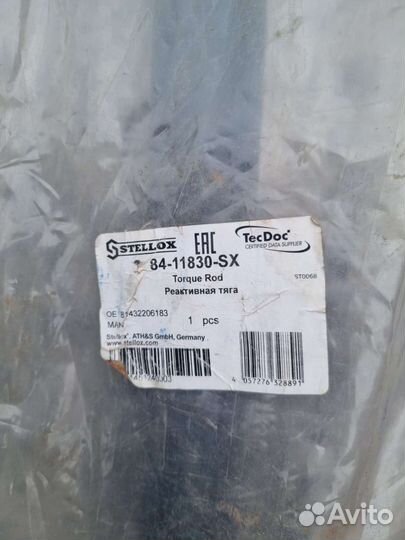 STELLOX EAC TecDoc
CERTIFIED DATA SUPPLIER
84-11830-SX
Torque Rod
ST0068
Реактивная тяга
OE 81432206183
1 pcs
MAN
Stellox, ATH&S GmbH, Germany
www.stellox.com
4 057276 328891
Avito